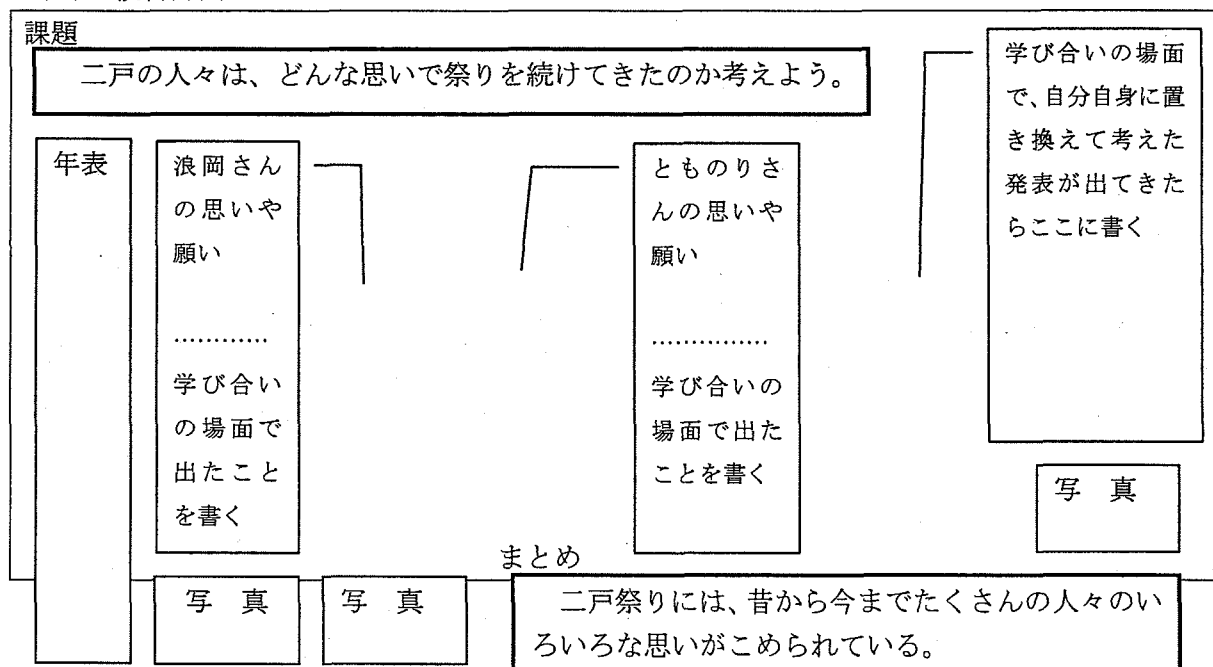 課題
二戸の人々は、どんな思いで祭りを続けてきたのか考えよう。
年表
浪岡さん
の思いや
願い
…………
学び合い
の場面で
出たこと
を書く
とものりさ
んの思いや
願い
……………
学び合いの
場面で出た
ことを書く
学び合いの場面
で、自分自身に置
き換えて考えた
発表が出てきた
らここに書く
写　真
写　真
写　真
まとめ
二戸祭りには、昔から今までたくさんの人々のい
ろいろな思いがこめられている。